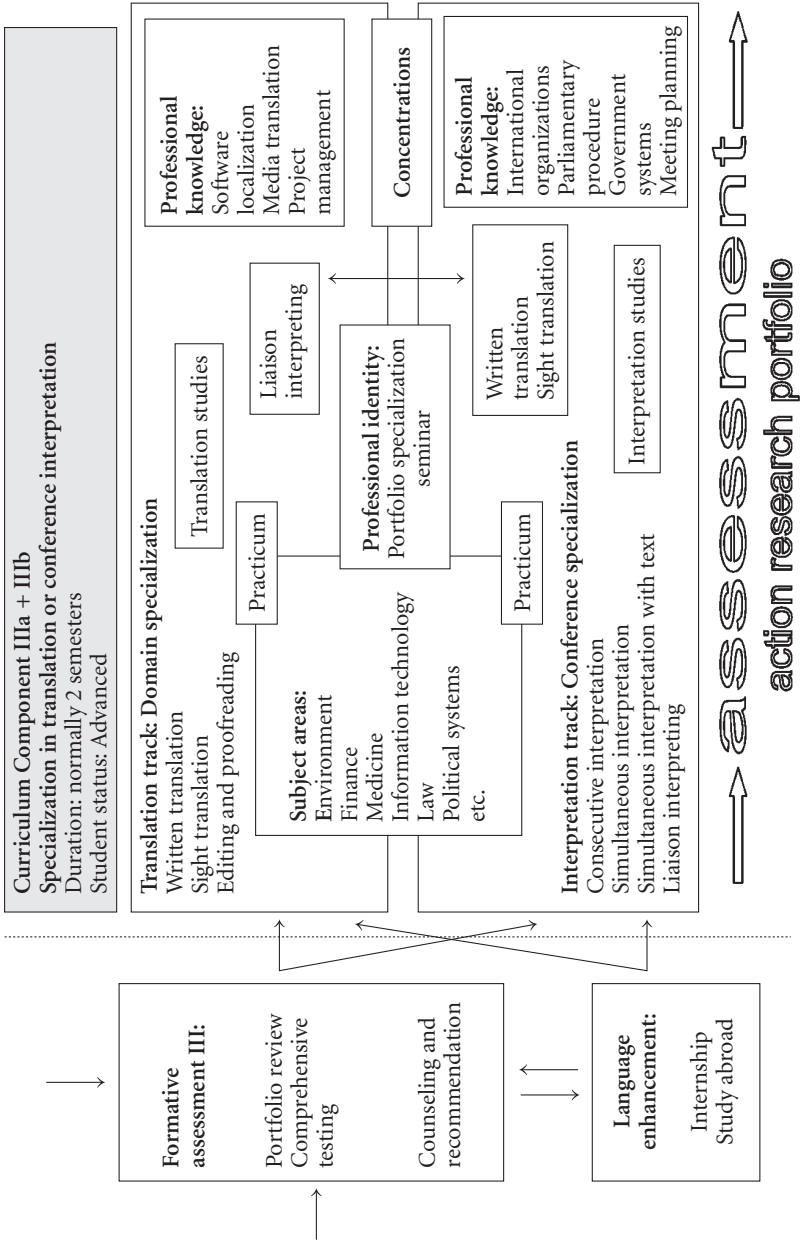 Curriculum Component IIIa + IIIb
Specialization in translation or conference interpretation
Duration: normally 2 semesters
Student status: Advanced
Formative
assessment III:
Portfolio review
Comprehensive
testing
Counseling and
recommendation
Language
enhancement:
Internship
Study abroad
Translation track: Domain specialization
Written translation
Sight translation
Editing and proofreading
Translation studies
Practicum
Liaison
interpreting
Professional
knowledge:
Software
localization
Media translation
Project
management
Subject areas:
Environment
Finance
Medicine
Information technology
Law
Political systems
etc.
Professional identity:
Portfolio specialization
seminar
Concentrations
Practicum
Written
translation
Sight translation
Professional
knowledge:
International
organizations
Parliamentary
procedure
Government
systems
Meeting planning
Interpretation track: Conference specialization
Consecutive interpretation
Simultaneous interpretation
Simultaneous interpretation with text
Liaison interpreting
Interpretation studies
assessment
action research portfolio